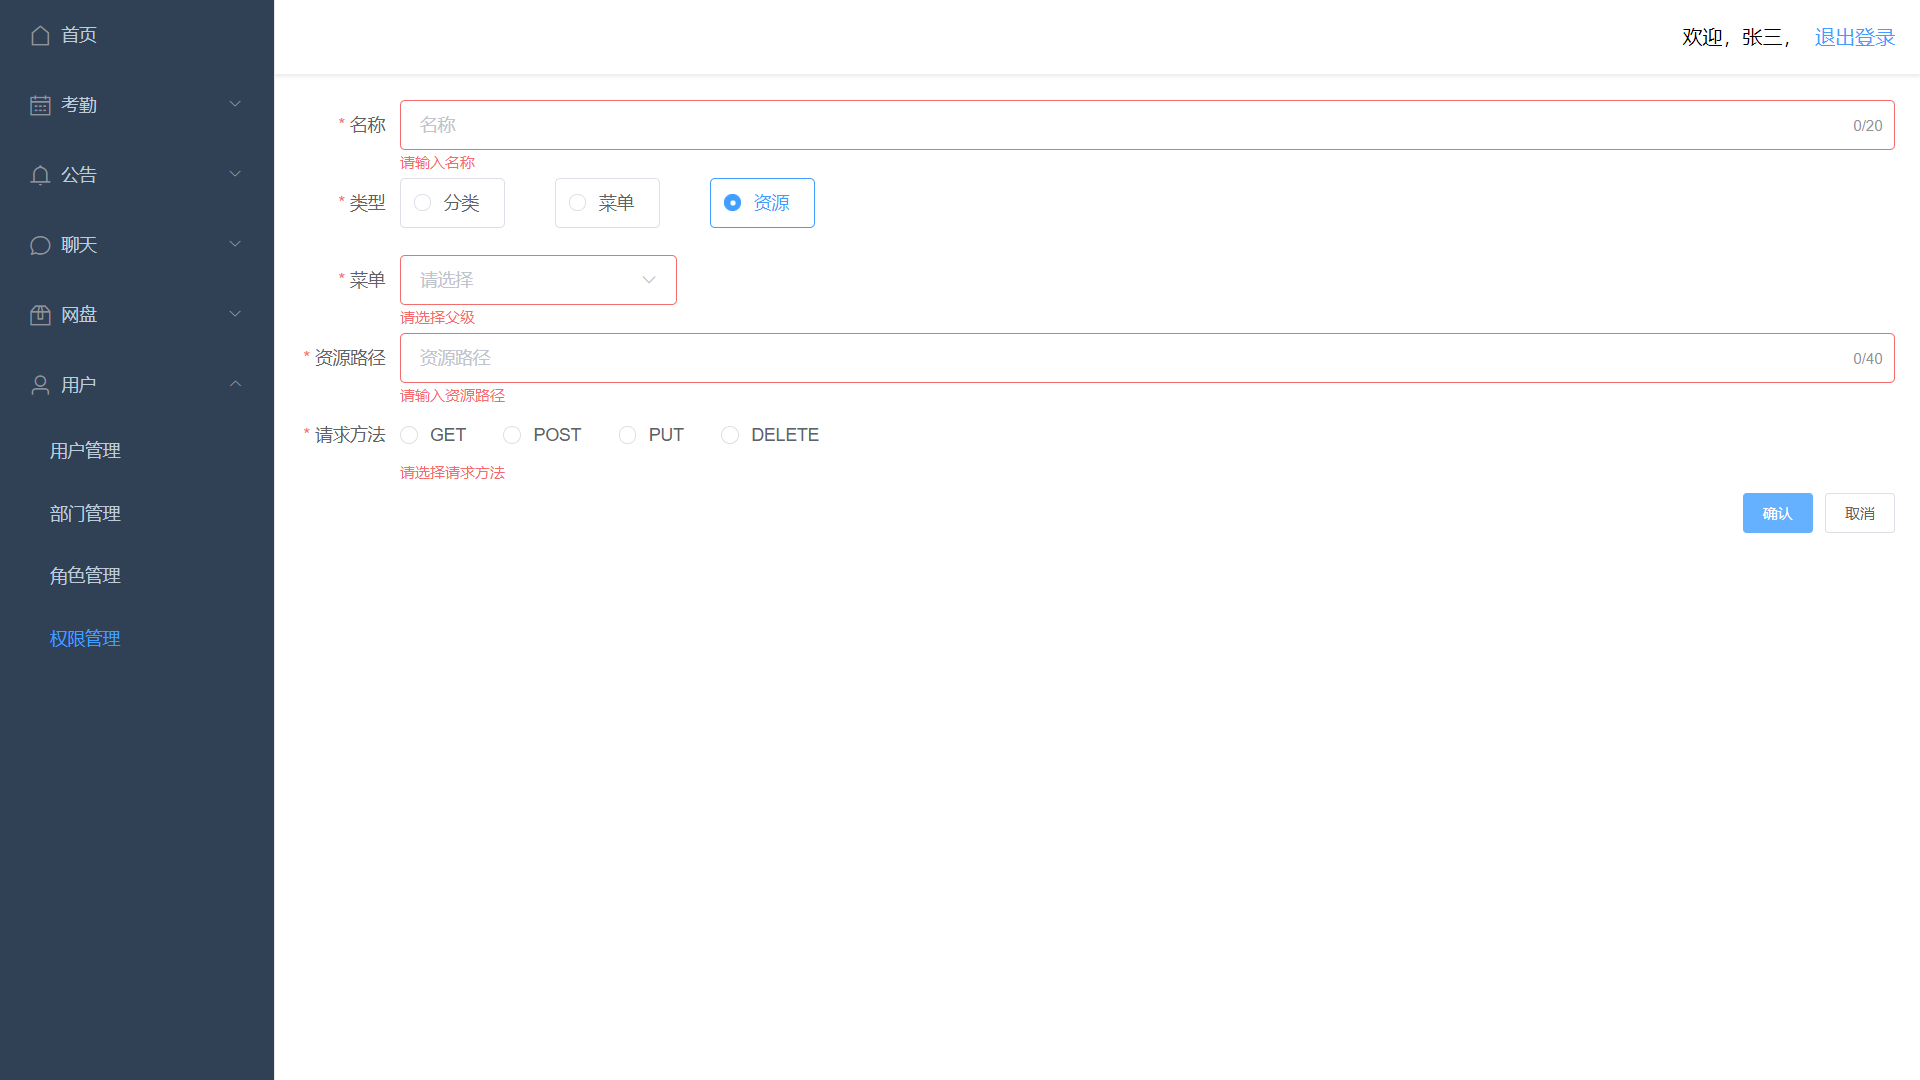 首页
考勤
公告
聊天
网盘
用户
用户管理
部门管理
角色管理
权限管理
欢迎，张三， 退出登录
* 名称 名称 0/20
请输入名称
* 类型 分类 菜单 资源
* 菜单 请选择
请选择父级
* 资源路径 资源路径 0/40
请输入资源路径
* 请求方法 GET POST PUT DELETE
请选择请求方法
确认 取消